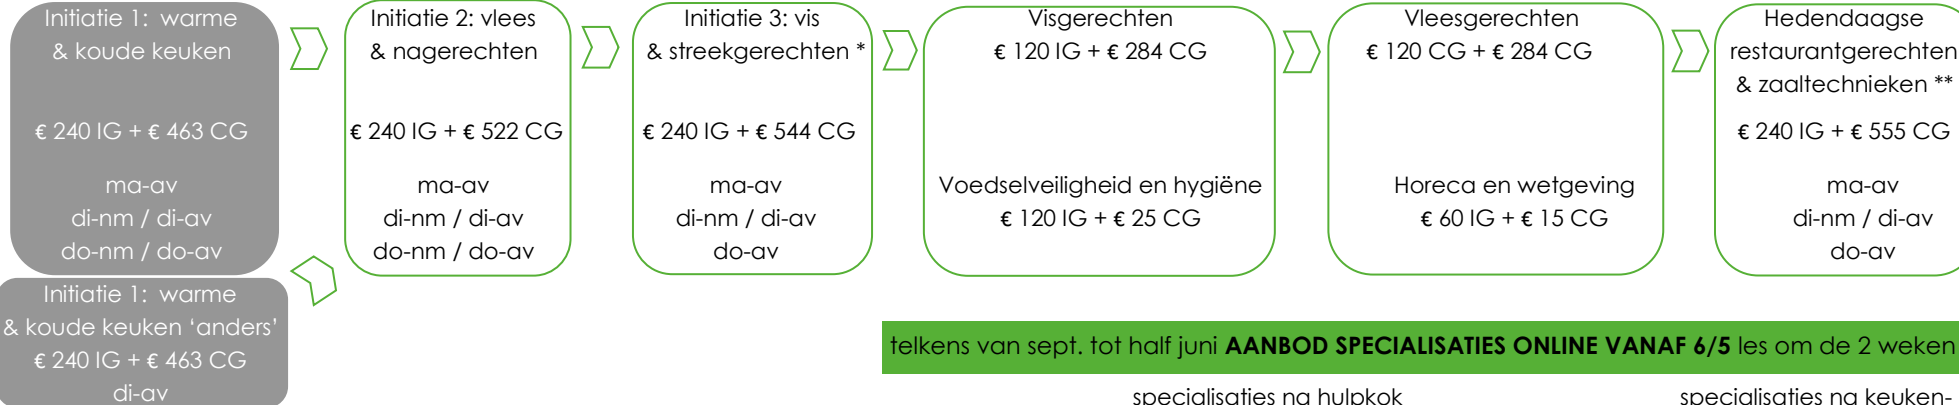 Initiatie 1: warme
& koude keuken
€ 240 IG + € 463 CG
ma-av
di-nm / di-av
do-nm / do-av
Initiatie 1: warme
& koude keuken ‘anders’
€ 240 IG + € 463 CG
di-av
Initiatie 2: vlees
& nagerechten
€ 240 IG + € 522 CG
ma-av
di-nm / di-av
do-nm / do-av
Initiatie 3: vis
& streekgerechten *
€ 240 IG + € 544 CG
ma-av
di-nm / di-av
do-av
Visgerechten
€ 120 IG + € 284 CG
Voedselveiligheid en hygiëne
€ 120 IG + € 25 CG
Vleesgerechten
€ 120 CG + € 284 CG
Horeca en wetgeving
€ 60 IG + € 15 CG
Hedendaagse
restaurantgerechten
& zaaltechnieken **
€ 240 IG + € 555 CG
ma-av
di-nm / di-av
do-av
telkens van sept. tot half juni AANBOD SPECIALISATIES ONLINE VANAF 6/5 les om de 2 weken
specialisaties na hulpkok
specialisaties na keuken-